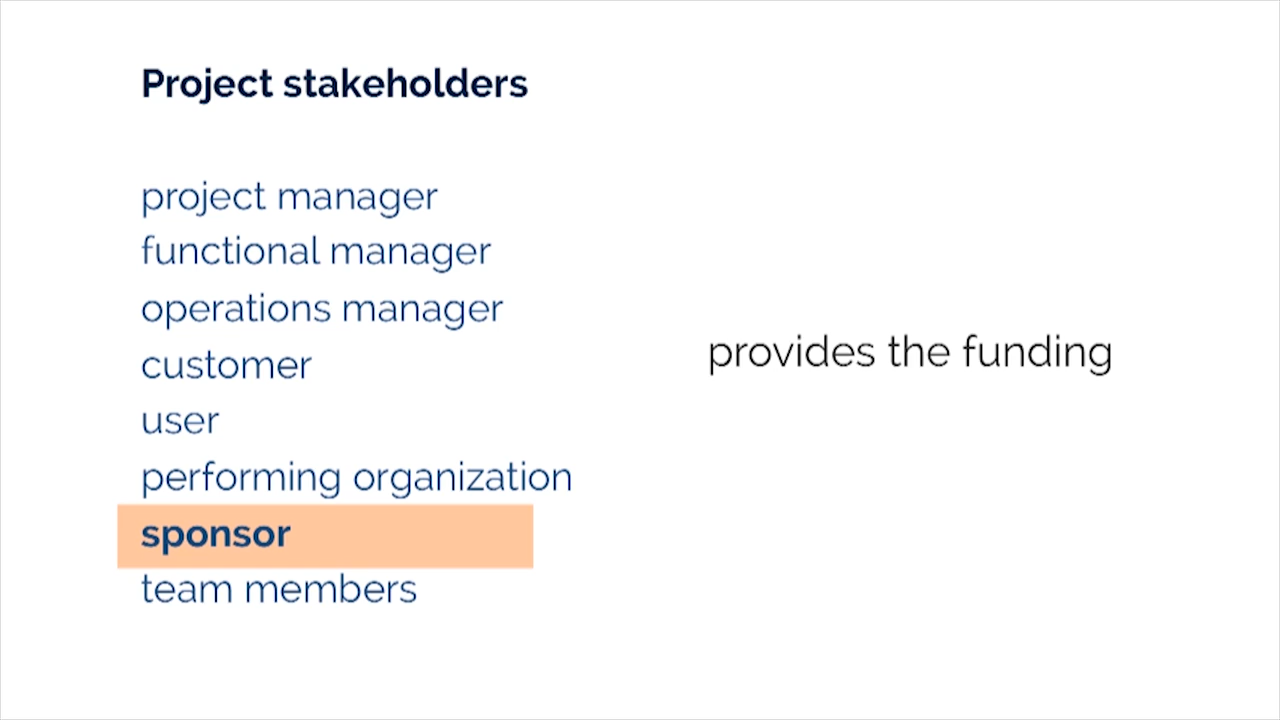 Project stakeholders
project manager
functional manager
operations manager
customer
user
performing organization
sponsor
team members
provides the funding